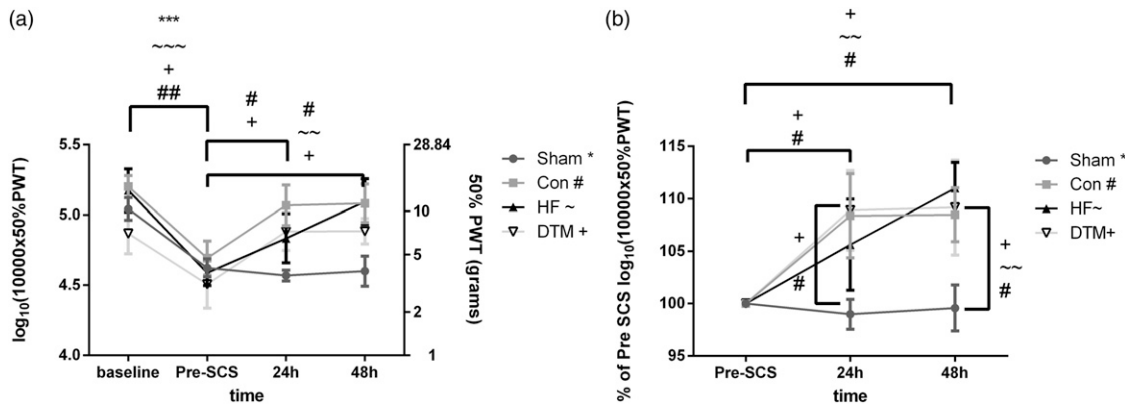 (a)
***
~~~
+
##
#
+
#
~~
+
log10(10000x50%PWT)
5.5
5.0
4.5
4.0
28.84
10
5
2
1
50% PWT (grams)
baseline
Pre-SCS
24h
48h
time
Sham *
Con #
HF ~
DTM +
(b)
+
~~
#
+
#
+
#
+
~~
#
% of Pre SCS log10(10000x50%PWT)
115
110
105
100
95
Pre-SCS
24h
48h
time
Sham *
Con #
HF~
DTM+